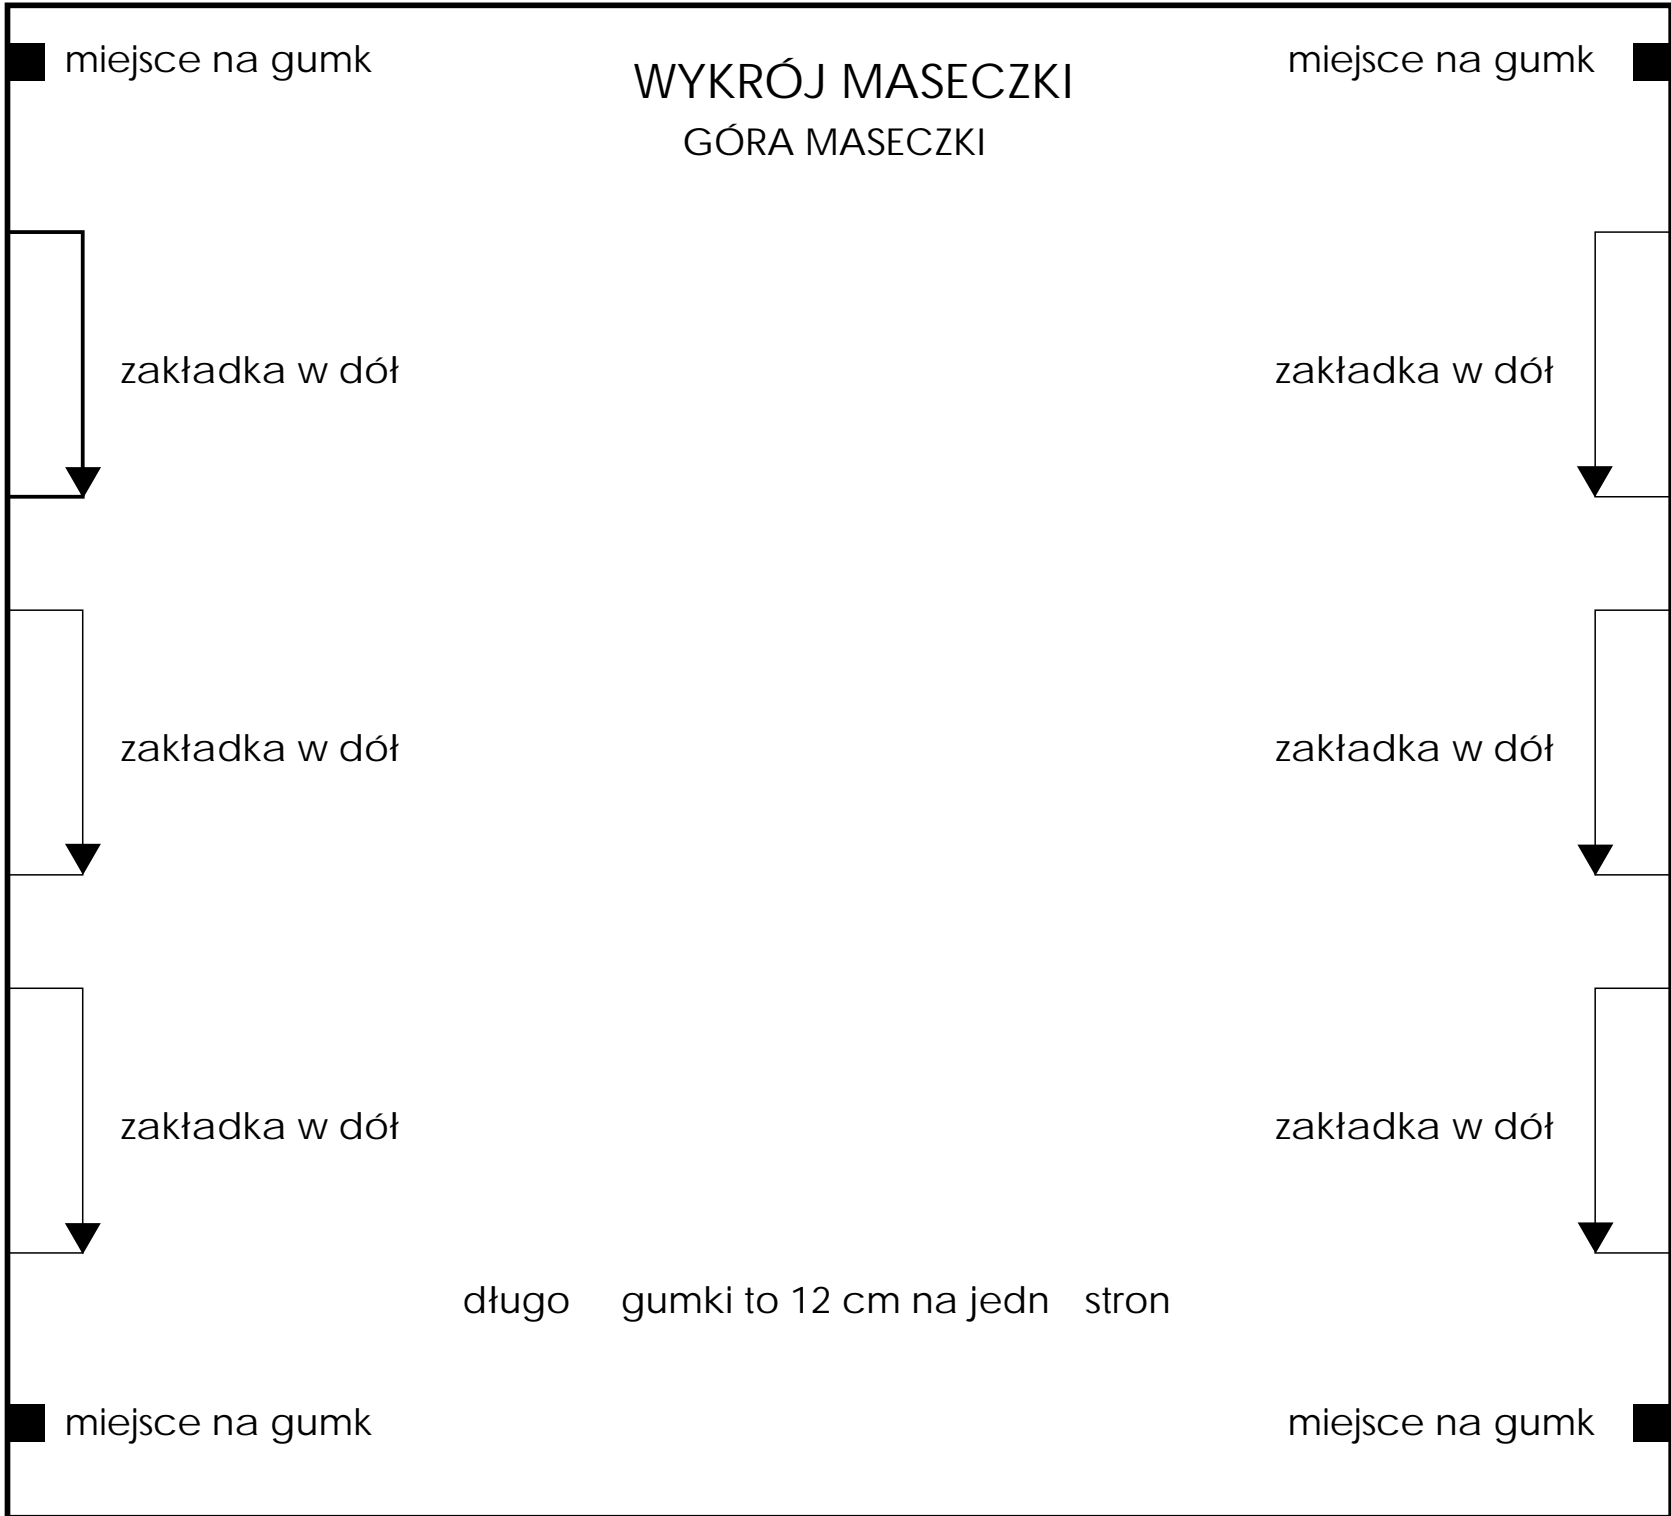 miejsce na gumk
WYKRÓJ MASECZKI
miejsce na gumk
GÓRA MASECZKI
zakładka w dół
zakładka w dół
zakładka w dół
zakładka w dół
zakładka w dół
zakładka w dół
długo gumki to 12 cm na jedn stron
miejsce na gumk
miejsce na gumk